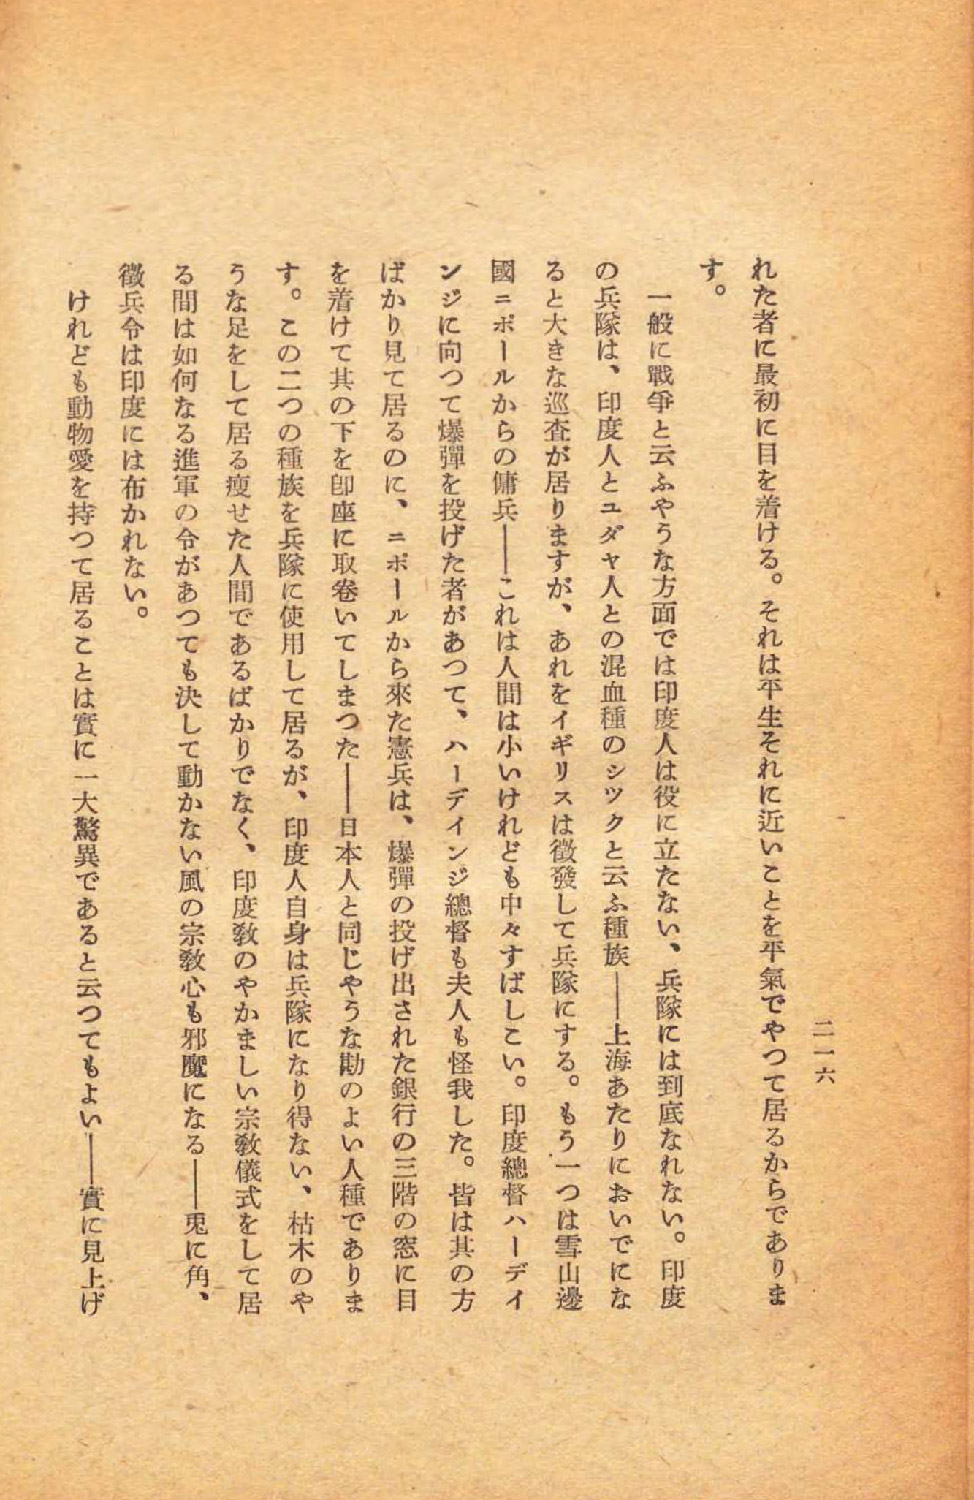 二一六
れた者に最初に目を着ける。それは平生それに近いことを平氣でやつて居るからでありま
す。
一般に戰爭と云ふやうな方面では印度人は役に立たない、兵隊には到底なれない。印度
の兵隊は、印度人とユダヤ人との混血種のシツクと云ふ種族――上海あたりにおいでにな
ると大きな巡査が居りますが、あれをイギリスは徵發して兵隊にする。もう一つは雪山邊
國ニポールからの傭兵――これは人間は小いけれども中々すばしこい。印度總督ハーデイ
ンジに向つて爆彈を投げた者があつて、ハーデインジ總督も夫人も怪我した。皆は其の方
ばかり見て居るのに、ニポールから來た憲兵は、爆彈の投げ出された銀行の三階の窓に目
を着けて其の下を卽座に取卷いてしまつた――日本人と同じやうな勘のよい人種でありま
す。この二つの種族を兵隊に使用して居るが、印度人自身は兵隊になり得ない、枯木のや
うな足をして居る瘦せた人間であるばかりでなく、印度敎のやかましい宗敎儀式をして居
る間は如何なる進軍の令があつても決して動かない風の宗敎心も邪魔になる――兎に角、
徵兵令は印度には布かれない。
けれども動物愛を持つて居ることは實に一大驚異であると云つてもよい――實に見上げ